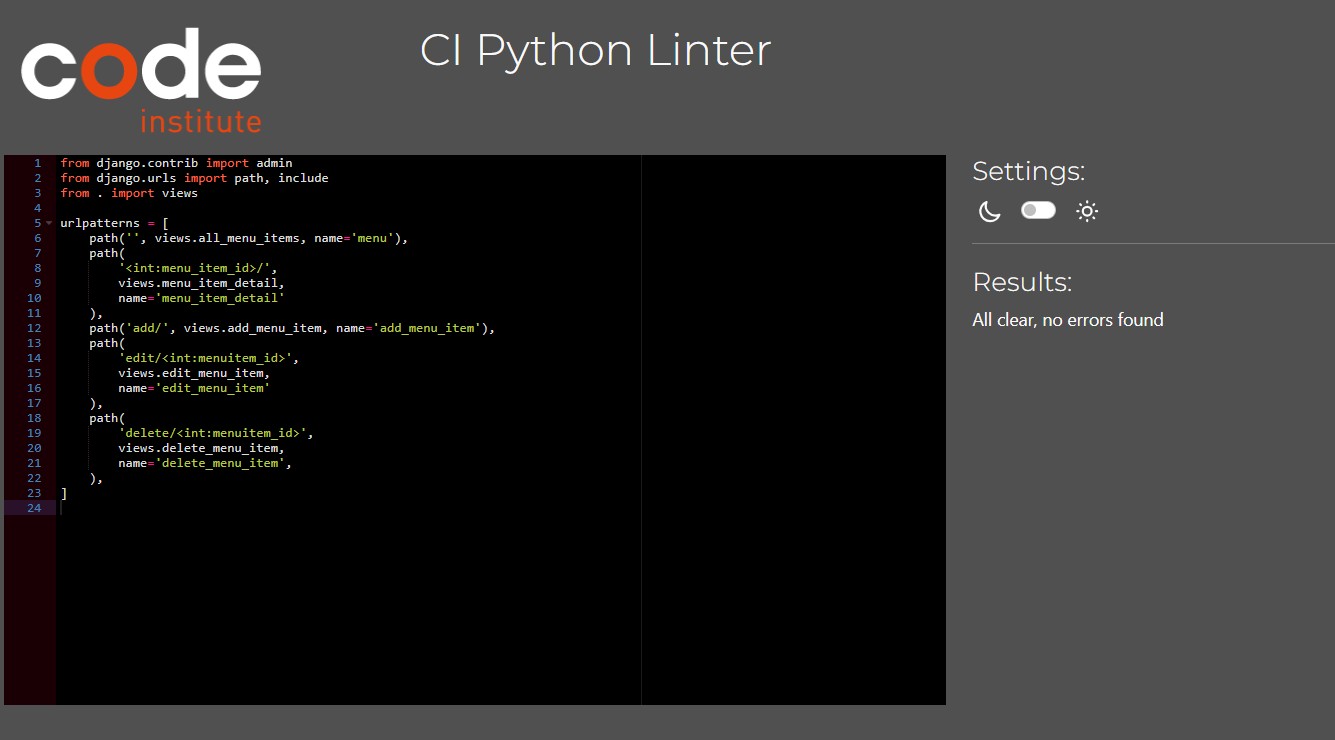 code
institute
CI Python Linter
1 from django.contrib import admin
2 from django.urls import path, include
3 from . import views
4
5 urlpatterns = [
6     path('', views.all_menu_items, name='menu'),
7     path(
8         '<int:menu_item_id>/',
9         views.menu_item_detail,
10         name='menu_item_detail'
11     ),
12     path('add/', views.add_menu_item, name='add_menu_item'),
13     path(
14         'edit/<int:menuitem_id>',
15         views.edit_menu_item,
16         name='edit_menu_item'
17     ),
18     path(
19         'delete/<int:menuitem_id>',
20         views.delete_menu_item,
21         name='delete_menu_item',
22     ),
23 ]
24
Settings:
Results:
All clear, no errors found